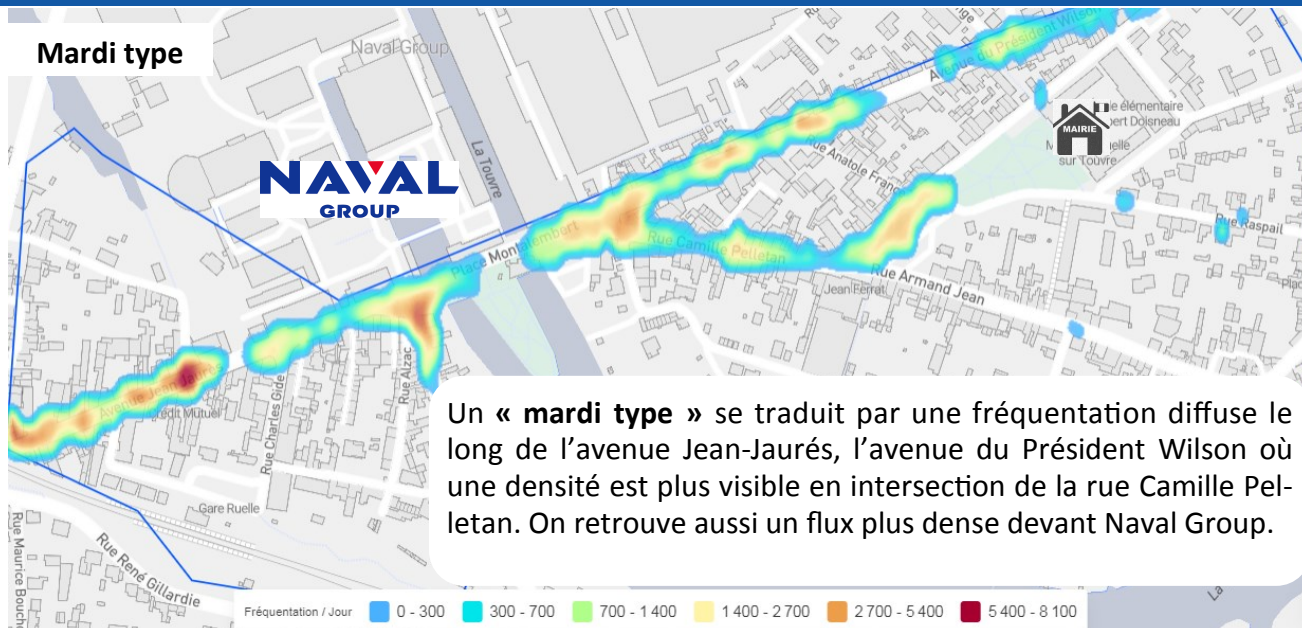 Mardi type
Naval Group
NAVAL
GROUP
La Touvre
Place Montalembert
Avenue du Président Wilson
MAIRIE
sur Touvre
Rue Anatole
Rue Camille Pelletan
Rue Armand Jean
Jean Ferrat
Rue Raspail
Avenue Jean Jaurès
Rue Charles Gide
Rue Alzac
Gare Ruelle
Rue René Gillardie
Rue Maurice
Un « mardi type » se traduit par une fréquentation diffuse le
long de l’avenue Jean-Jaurés, l’avenue du Président Wilson où
une densité est plus visible en intersection de la rue Camille Pel-
letan. On retrouve aussi un flux plus dense devant Naval Group.
La
Fréquentation / Jour 0 - 300 300 - 700 700 - 1 400 1 400 - 2 700 2 700 - 5 400 5 400 - 8 100